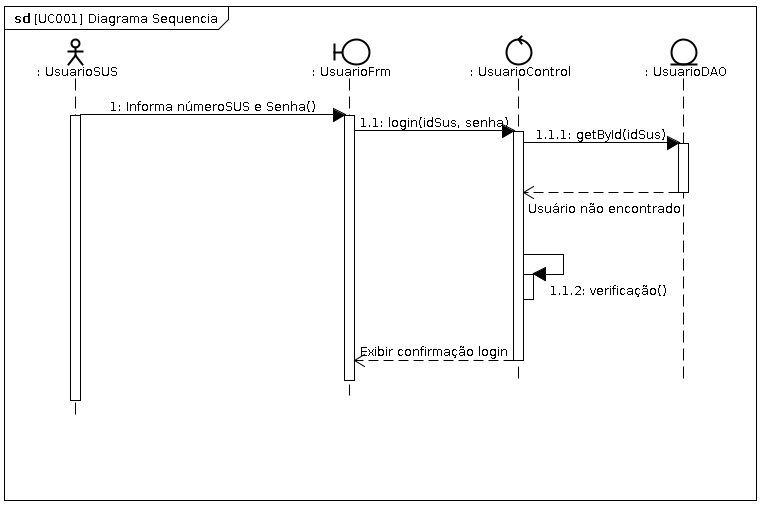 sd [UC001] Diagrama Sequencia
: UsuarioSUS
: UsuarioFrm
: UsuarioControl
: UsuarioDAO
1: Informa númeroSUS e Senha()
1.1: login(idSus, senha)
1.1.1: getById(idSus)
Usuário não encontrado
1.1.2: verificação()
Exibir confirmação login